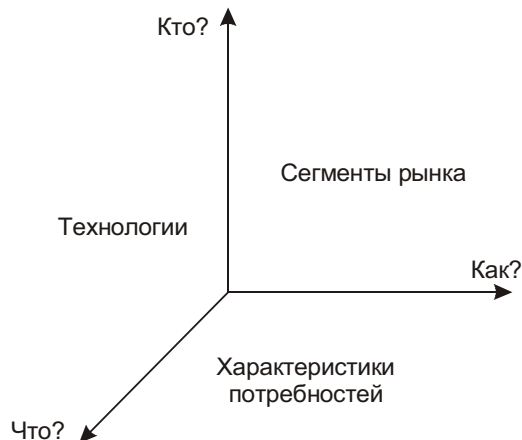 Кто?
Сегменты рынка
Технологии
Как?
Характеристики
потребностей
Что?